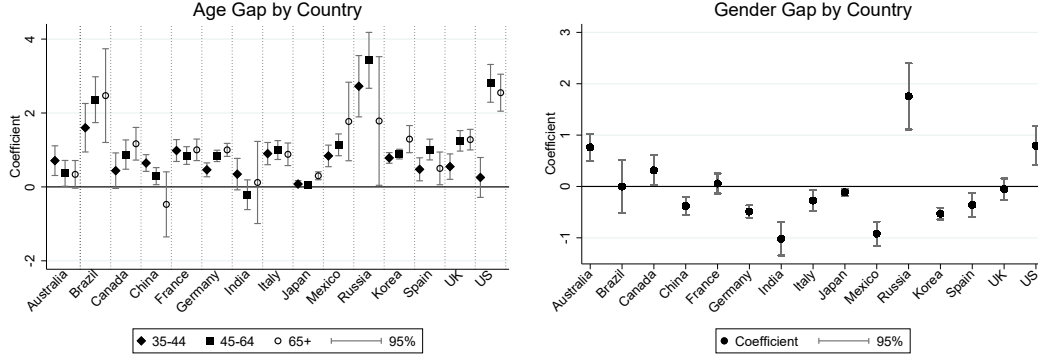 Age Gap by Country
Coefficient
4
2
0
-2
Australia
Brazil
Canada
China
France
Germany
India
Italy
Japan
Mexico
Russia
Korea
Spain
UK
US
35-44 45-64 65+ 95%
Gender Gap by Country
Coefficient
3
2
1
0
-1
Australia
Brazil
Canada
China
France
Germany
India
Italy
Japan
Mexico
Russia
Korea
Spain
UK
US
Coefficient 95%